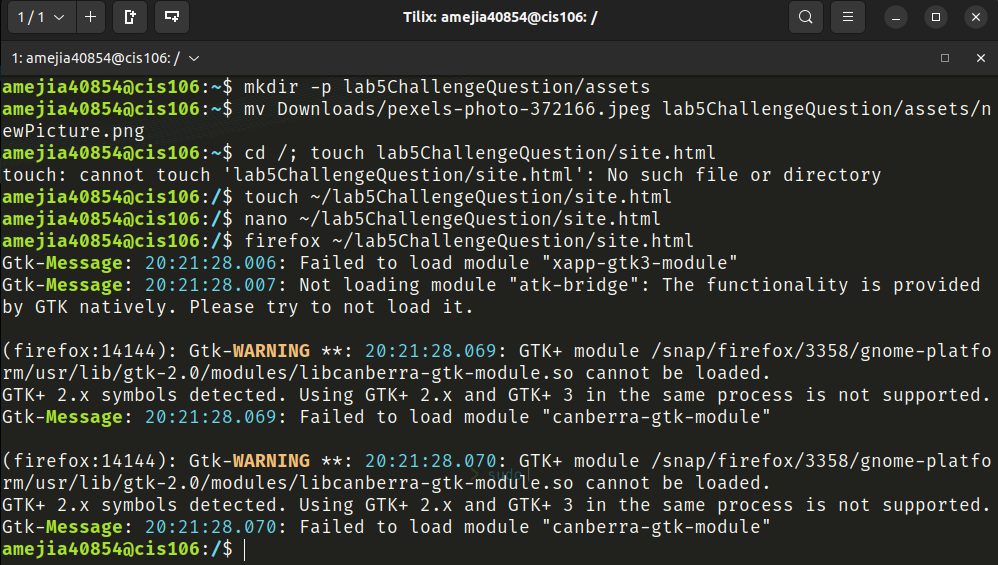 1 / 1
Tilix: amejia40854@cis106: /
1: amejia40854@cis106: /
amejia40854@cis106:~$ mkdir -p lab5ChallengeQuestion/assets
amejia40854@cis106:~$ mv Downloads/pexels-photo-372166.jpeg lab5ChallengeQuestion/assets/n
ewPicture.png
amejia40854@cis106:~$ cd /; touch lab5ChallengeQuestion/site.html
touch: cannot touch 'lab5ChallengeQuestion/site.html': No such file or directory
amejia40854@cis106:/$ touch ~/lab5ChallengeQuestion/site.html
amejia40854@cis106:/$ nano ~/lab5ChallengeQuestion/site.html
amejia40854@cis106:/$ firefox ~/lab5ChallengeQuestion/site.html
Gtk-Message: 20:21:28.006: Failed to load module "xapp-gtk3-module"
Gtk-Message: 20:21:28.007: Not loading module "atk-bridge": The functionality is provided
by GTK natively. Please try to not load it.
(firefox:14144): Gtk-WARNING **: 20:21:28.069: GTK+ module /snap/firefox/3358/gnome-platfo
rm/usr/lib/gtk-2.0/modules/libcanberra-gtk-module.so cannot be loaded.
GTK+ 2.x symbols detected. Using GTK+ 2.x and GTK+ 3 in the same process is not supported.
Gtk-Message: 20:21:28.069: Failed to load module "canberra-gtk-module"
(firefox:14144): Gtk-WARNING **: 20:21:28.070: GTK+ module /snap/firefox/3358/gnome-platfo
> sudo
rm/usr/lib/gtk-2.0/modules/libcanberra-gtk-module.so cannot be loaded.
GTK+ 2.x symbols detected. Using GTK+ 2.x and GTK+ 3 in the same process is not supported.
Gtk-Message: 20:21:28.070: Failed to load module "canberra-gtk-module"
amejia40854@cis106:/$